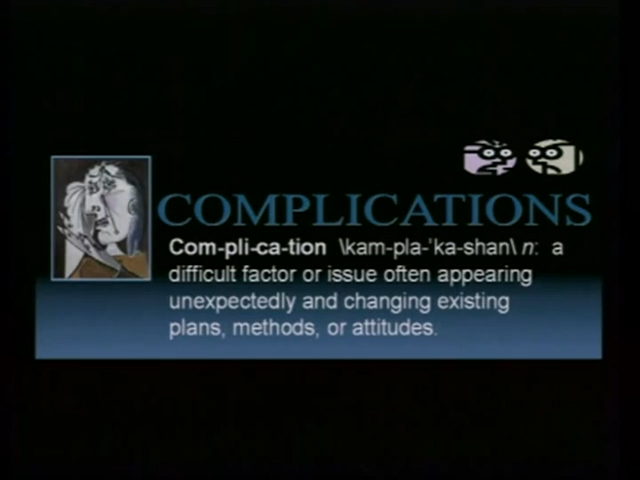 COMPLICATIONS
Com-pli-ca-tion \kam-pla-'ka-shan\ n: a
difficult factor or issue often appearing
unexpectedly and changing existing
plans, methods, or attitudes.